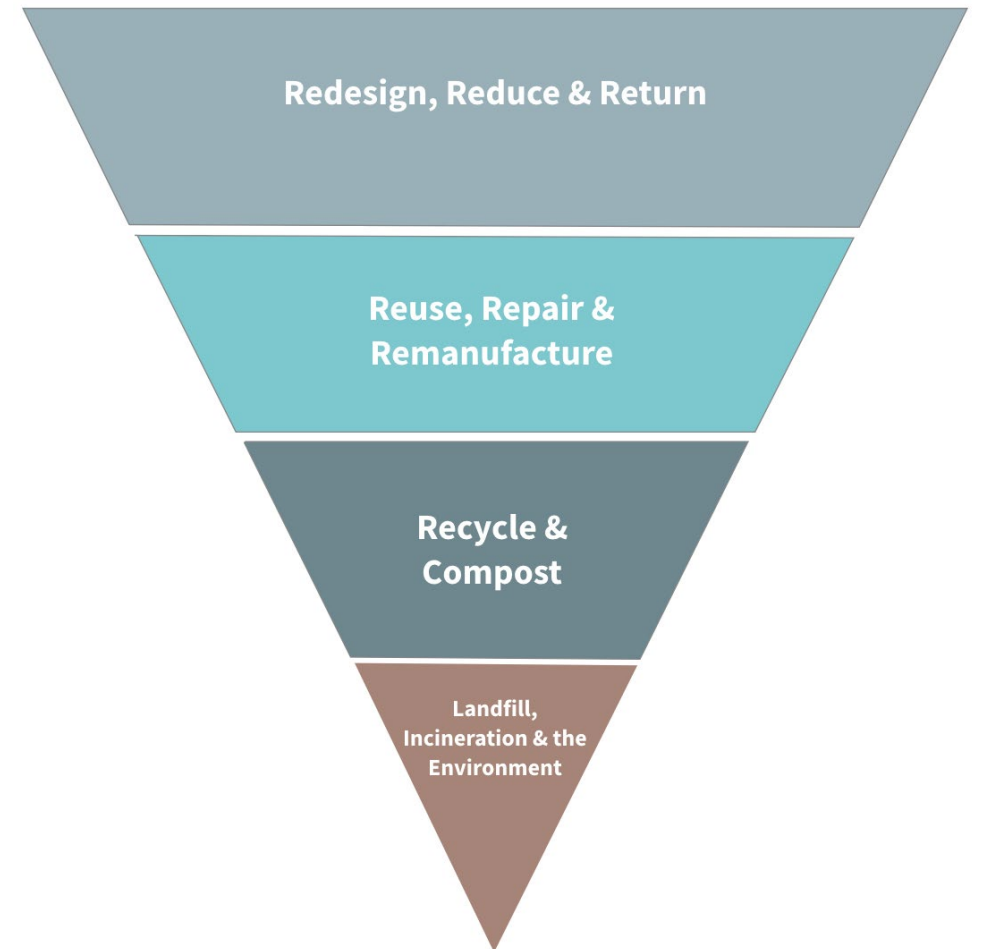 Redesign, Reduce & Return
Reuse, Repair &
Remanufacture
Recycle &
Compost
Landfill,
Incineration & the
Environment